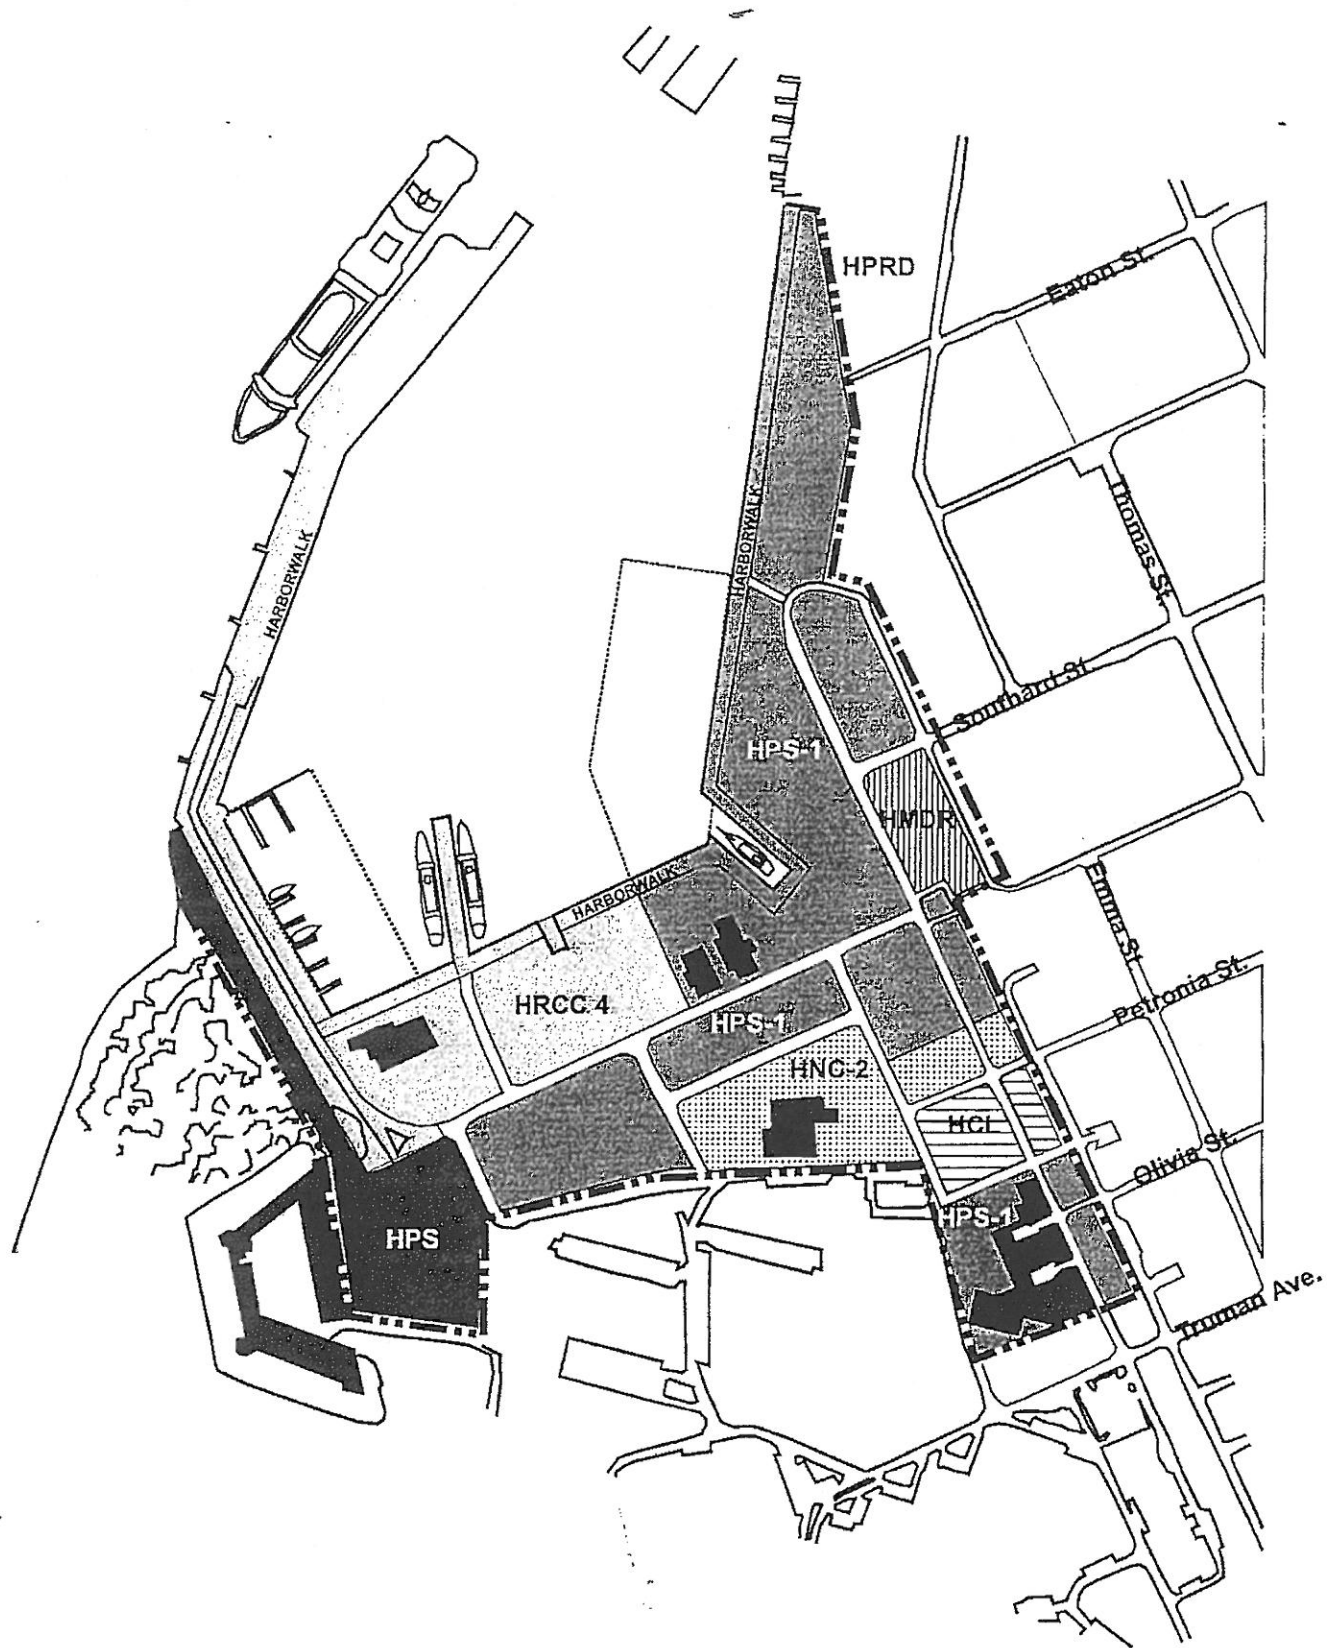 HPRD
Eaton St.
HARBORWALK
Thomas St.
HARBORWALK
Southard St.
HPS-1
HMDR
HARBORWALK
Emma St.
Petronia St.
HRCC 4
HPS-1
HNC-2
HCL
Olivia St.
HPS-1
HPS
Truman Ave.